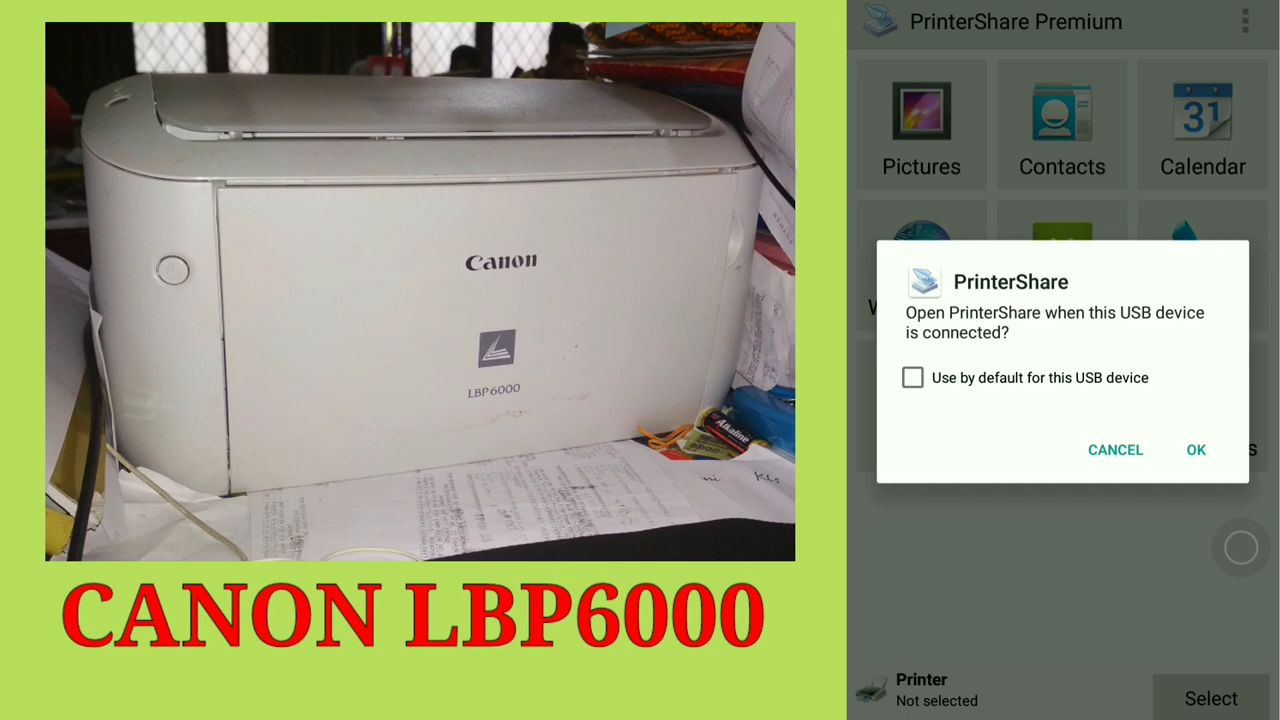 Canon
LBP6000
Alkaline
CANON LBP6000
PrinterShare Premium
Pictures
Contacts
Calendar
31
PrinterShare
Open PrinterShare when this USB device
is connected?
Use by default for this USB device
CANCEL
OK
Printer
Not selected
Select